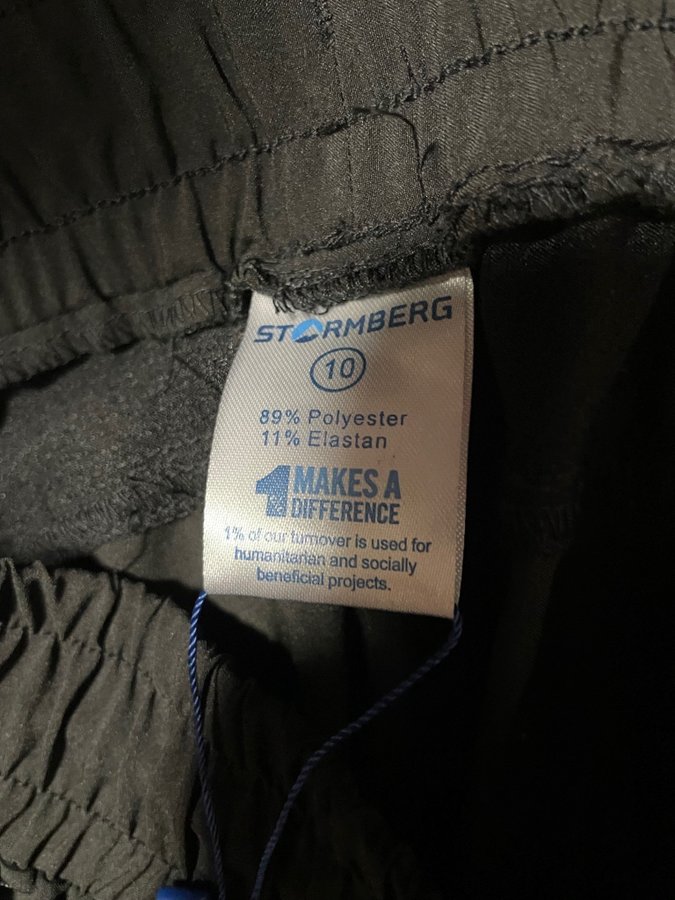 STORMBERG
10
89% Polyester
11% Elastan
1 MAKES A
DIFFERENCE
1% of our turnover is used for
humanitarian and socially
beneficial projects.